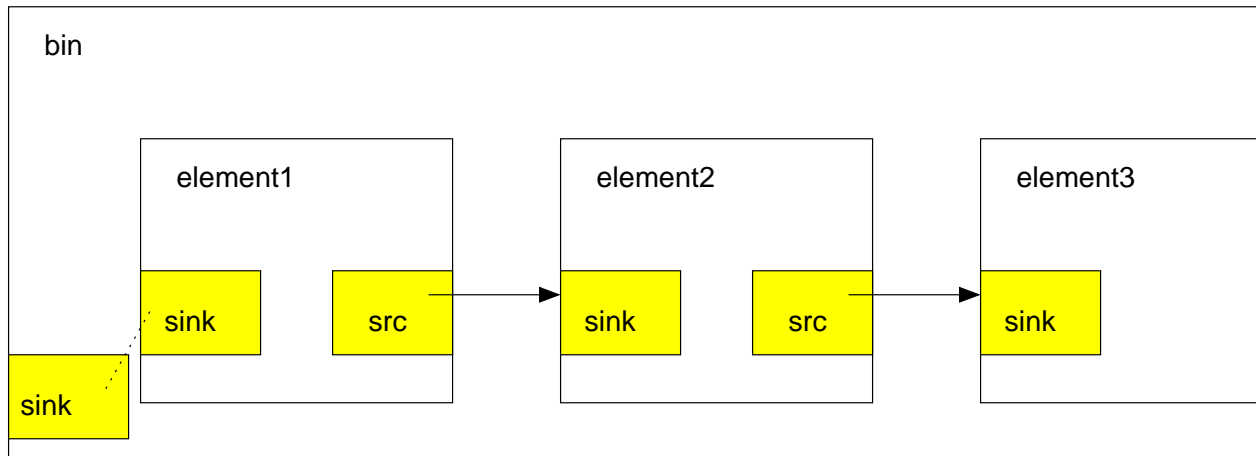 bin
element1
element2
element3
sink
src
sink
src
sink
sink